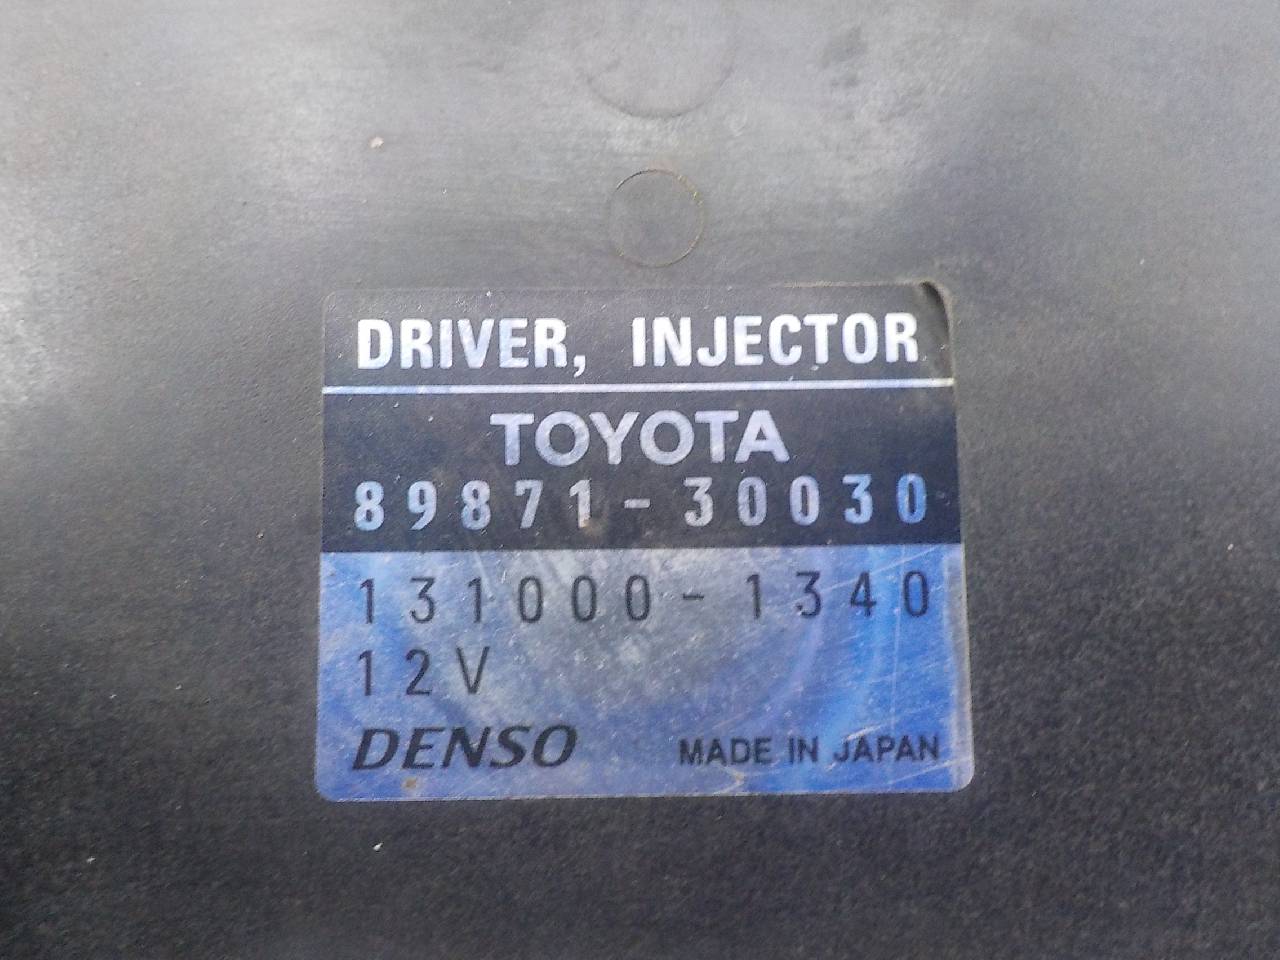 DRIVER, INJECTOR
TOYOTA
89871-30030
131000-1340
12V
DENSO MADE IN JAPAN